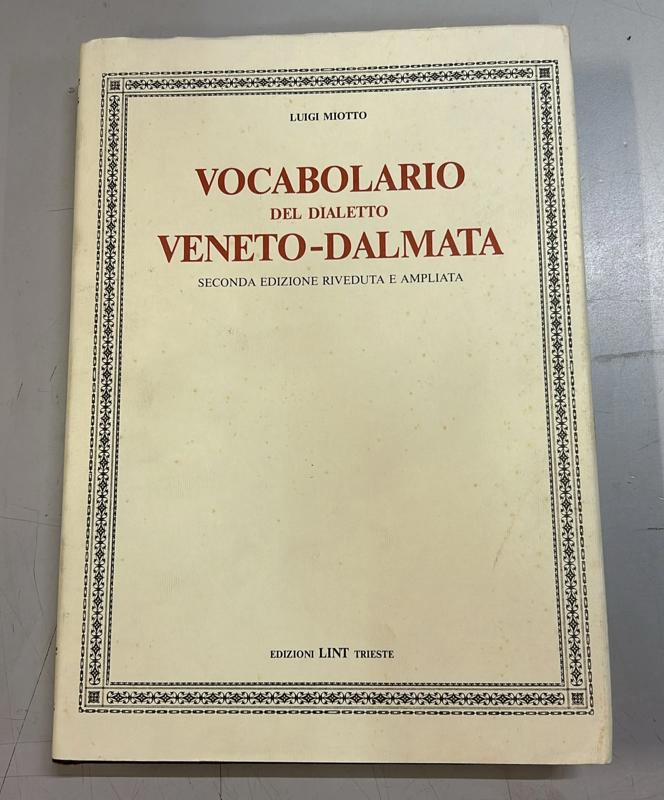 LUIGI MIOTTO
VOCABOLARIO
DEL DIALETTO
VENETO-DALMATA
SECONDA EDIZIONE RIVEDUTA E AMPLIATA
EDIZIONI LINT TRIESTE